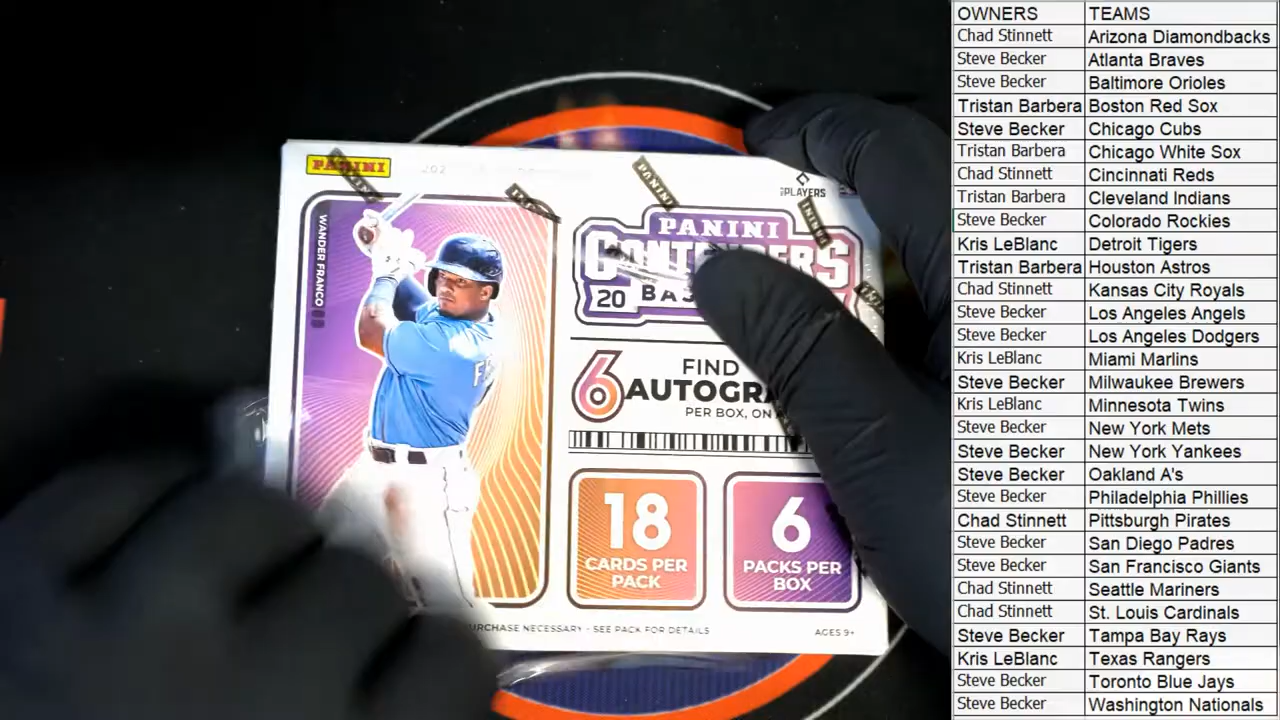 PANINI
202
PLAYERS
PANINI
PANINI
WANDER FRANCO
PANINI
20
FIND
6
PER BOX, ON
18
CARDS PER
PACK
6
PACKS PER
BOX
NECESSARY - SEE PACK FOR DETAILS
AGES 9+
OWNERS TEAMS
Chad Stinnett Arizona Diamondbacks
Steve Becker Atlanta Braves
Steve Becker Baltimore Orioles
Tristan Barbera Boston Red Sox
Steve Becker Chicago Cubs
Tristan Barbera Chicago White Sox
Chad Stinnett Cincinnati Reds
Tristan Barbera Cleveland Indians
Steve Becker Colorado Rockies
Kris LeBlanc Detroit Tigers
Tristan Barbera Houston Astros
Chad Stinnett Kansas City Royals
Steve Becker Los Angeles Angels
Steve Becker Los Angeles Dodgers
Kris LeBlanc Miami Marlins
Steve Becker Milwaukee Brewers
Kris LeBlanc Minnesota Twins
Steve Becker New York Mets
Steve Becker New York Yankees
Steve Becker Oakland A's
Steve Becker Philadelphia Phillies
Chad Stinnett Pittsburgh Pirates
Steve Becker San Diego Padres
Steve Becker San Francisco Giants
Chad Stinnett Seattle Mariners
Chad Stinnett St. Louis Cardinals
Steve Becker Tampa Bay Rays
Kris LeBlanc Texas Rangers
Steve Becker Toronto Blue Jays
Steve Becker Washington Nationals